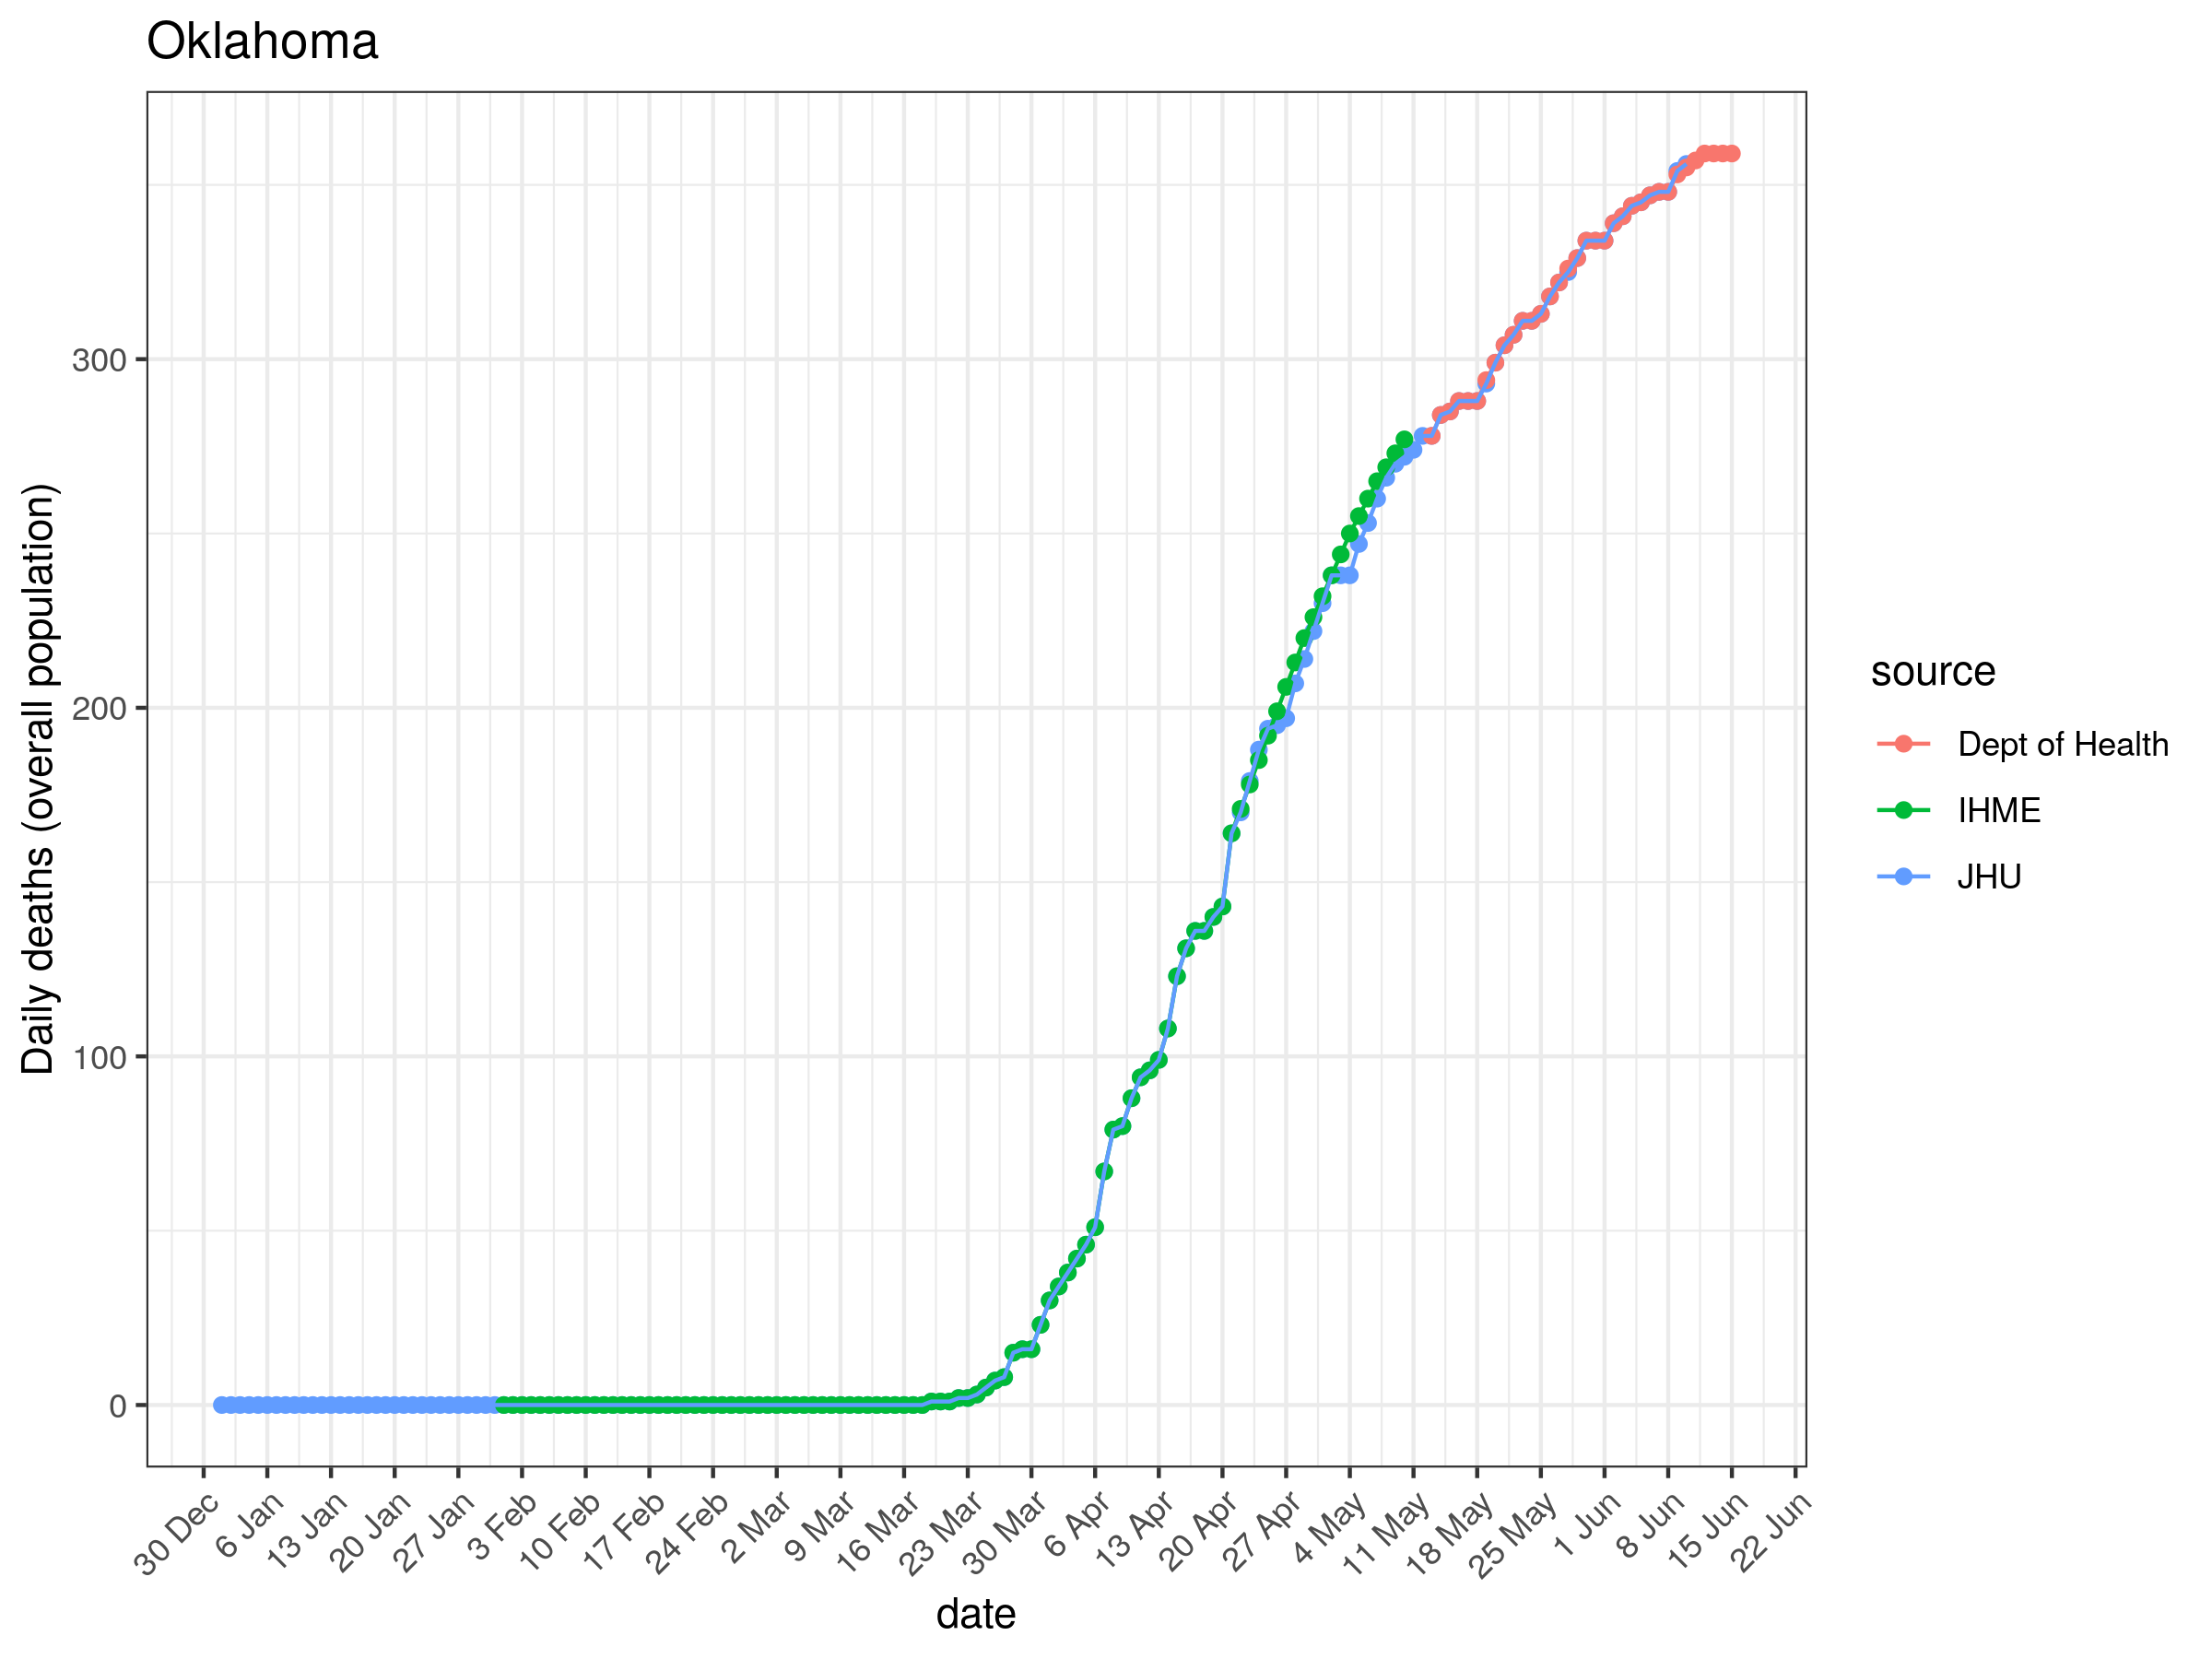 Oklahoma
Daily deaths (overall population)
300
200
100
0
30 Dec
6 Jan
13 Jan
20 Jan
27 Jan
3 Feb
10 Feb
17 Feb
24 Feb
2 Mar
9 Mar
16 Mar
23 Mar
30 Mar
6 Apr
13 Apr
20 Apr
27 Apr
4 May
11 May
18 May
25 May
1 Jun
8 Jun
15 Jun
22 Jun
date
source
Dept of Health
IHME
JHU